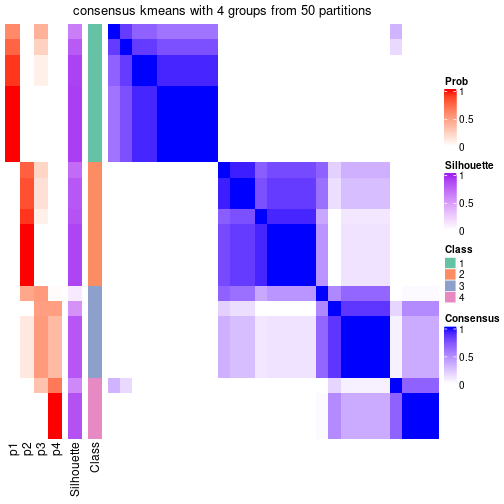 consensus kmeans with 4 groups from 50 partitions
Prob
1
0.5
0
Silhouette
1
0.5
0
Class
1
2
3
4
Consensus
1
0.5
0
p1
p2
p3
p4
Silhouette
Class